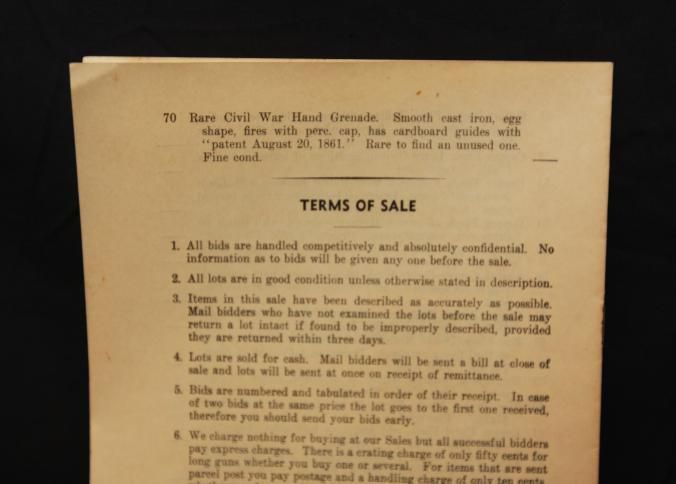 70 Rare Civil War Hand Grenade. Smooth cast iron, egg
shape, fires with perc. cap, has cardboard guides with
"patent August 20, 1861." Rare to find an unused one.
Fine cond.
TERMS OF SALE
1. All bids are handled competitively and absolutely confidential. No
information as to bids will be given any one before the sale.
2. All lots are in good condition unless otherwise stated in description.
3. Items in this sale have been described as accurately as possible.
Mail bidders who have not examined the lots before the sale may
return a lot intact if found to be improperly described, provided
they are returned within three days.
4. Lots are sold for cash. Mail bidders will be sent a bill at close of
sale and lots will be sent at once on receipt of remittance.
5. Bids are numbered and tabulated in order of their receipt. In case
of two bids at the same price the lot goes to the first one received,
therefore you should send your bids early.
6. We charge nothing for buying at our Sales but all successful bidders
pay express charges. There is a crating charge of only fifty cents for
long guns whether you buy one or several. For items that are sent
parcel post you pay postage and a handling charge of only ten cents